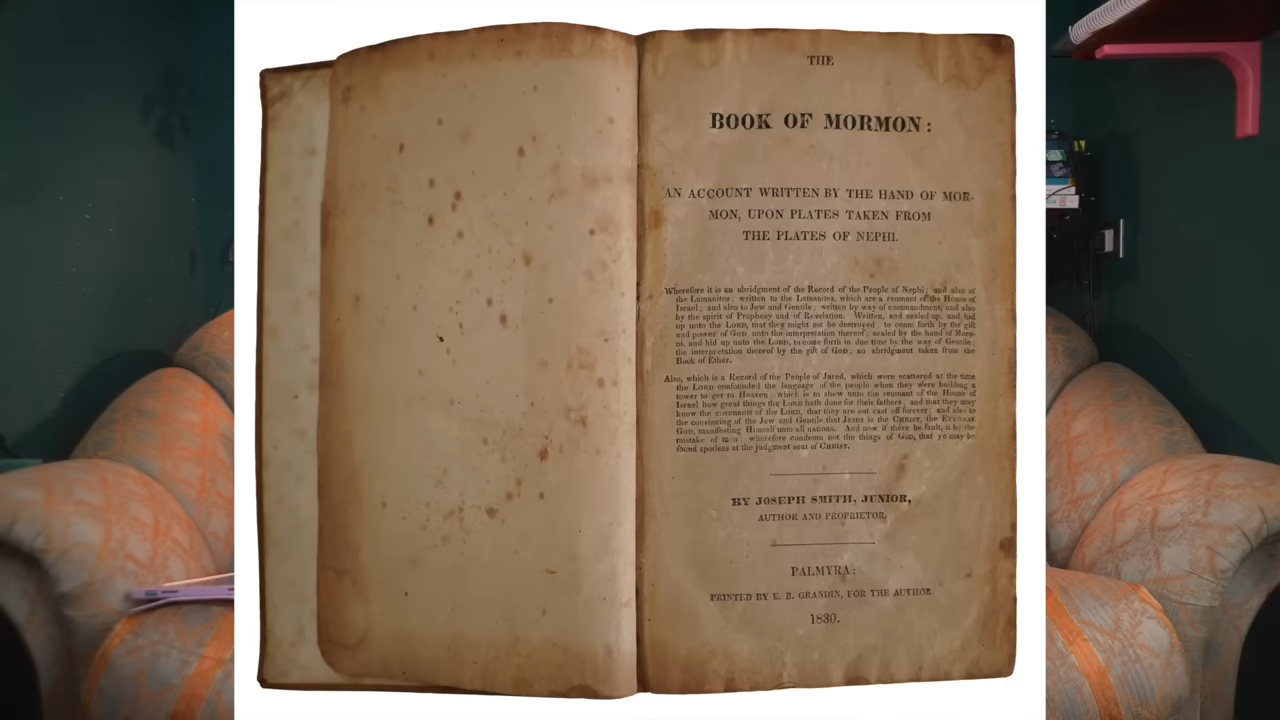 THE
BOOK OF MORMON:
AN ACCOUNT WRITTEN BY THE HAND OF MOR-
MON, UPON PLATES TAKEN FROM
THE PLATES OF NEPHI.
Wherefore it is an abridgment of the Record of the People of Nephi; and also of
the Lamanites; written to the Lamanites, which are a remnant of the House of
Israel; and also to Jew and Gentile; written by way of commandment, and also
by the spirit of Prophesy and of Revelation. Written, and sealed up, and hid
up unto the LORD, that they might not be destroyed; to come forth by the gift
and power of GOD unto the interpretation thereof; sealed by the hand of Moro-
ni, and hid up unto the LORD, to come forth in due time by the way of Gentile;
the interpretation thereof by the gift of GOD; an abridgment taken from the
Book of Ether.
Also, which is a Record of the People of Jared, which were scattered at the time
the LORD confounded the language of the people when they were building a
tower to get to Heaven: which is to shew unto the remnant of the House of
Israel how great things the LORD hath done for their fathers; and that they may
know the covenants of the LORD, that they are not cast off forever; and also to
the convincing of the Jew and Gentile that JESUS is the CHRIST, the ETERNAL
GOD, manifesting Himself unto all nations. And now if there be fault, it be the
mistake of men; wherefore condemn not the things of GOD, that ye may be
found spotless at the judgment seat of CHRIST.
BY JOSEPH SMITH, JUNIOR,
AUTHOR AND PROPRIETOR.
PALMYRA:
PRINTED BY E. B. GRANDIN, FOR THE AUTHOR.
1830.